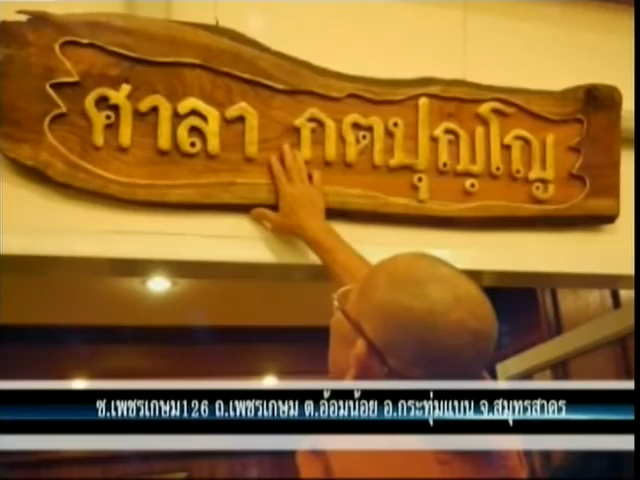 ศาลา กตปุญฺโญ
ซ.เพชรเกษม126 ถ.เพชรเกษม ต.อ้อมน้อย อ.กระทุ่มแบน จ.สมุทรสาคร